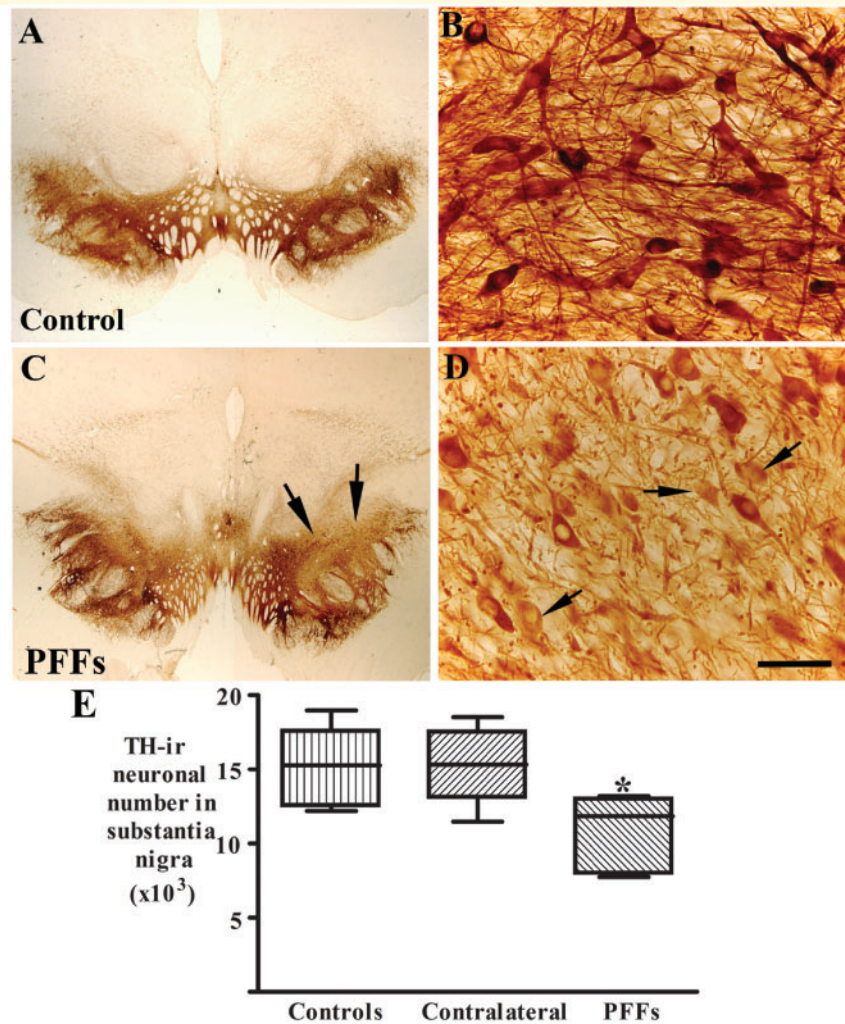 A
B
Control
C
D
PFFs
E
20
TH-ir
neuronal
number in
substantia
nigra
(x10³)
15
10
5
*
Controls
Contralateral
PFFs